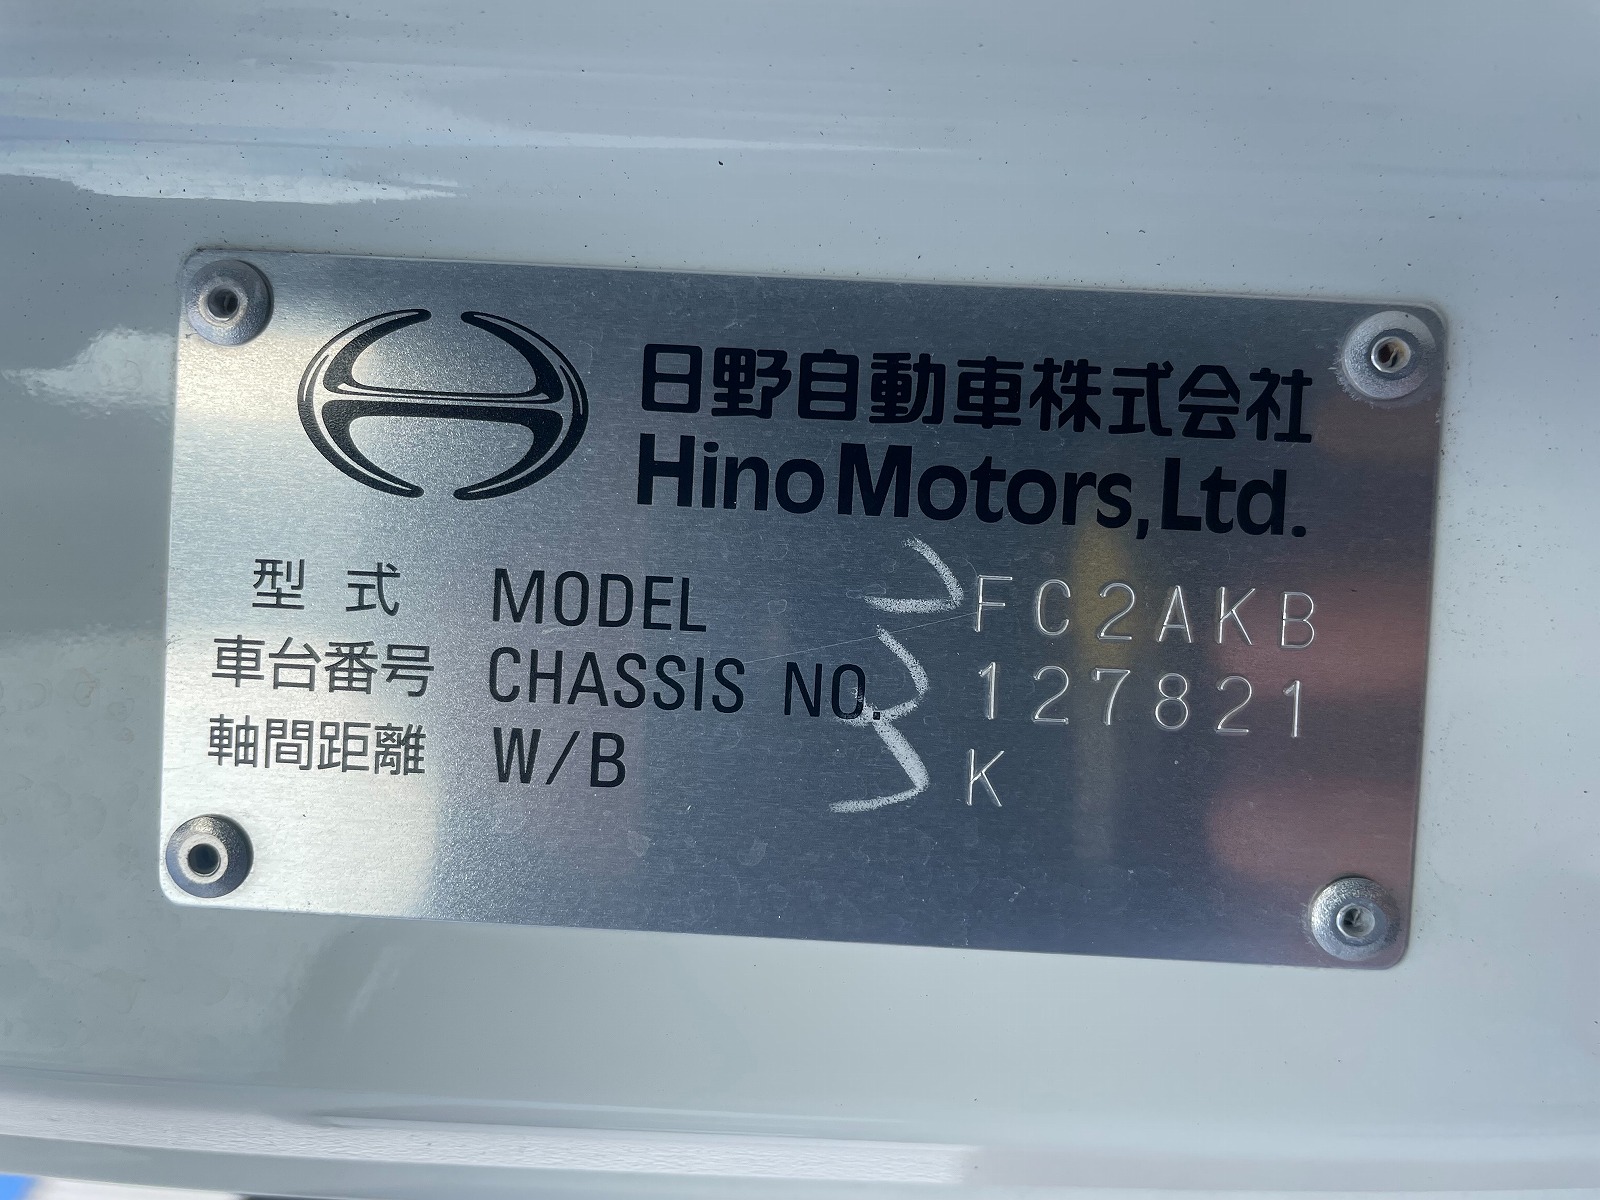 日野自動車株式会社
Hino Motors, Ltd.
型式 MODEL FC2AKB
車台番号 CHASSIS NO. 127821
軸間距離 W/B K